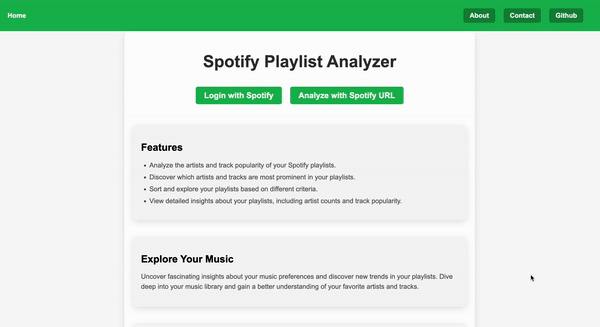 Home
About
Contact
Github
Spotify Playlist Analyzer
Login with Spotify
Analyze with Spotify URL
Features
• Analyze the artists and track popularity of your Spotify playlists.
• Discover which artists and tracks are most prominent in your playlists.
• Sort and explore your playlists based on different criteria.
• View detailed insights about your playlists, including artist counts and track popularity.
Explore Your Music
Uncover fascinating insights about your music preferences and discover new trends in your playlists. Dive
deep into your music library and gain a better understanding of your favorite artists and tracks.